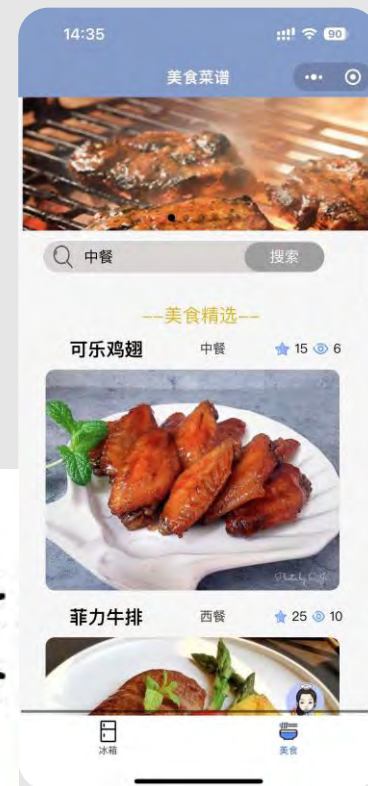 14:35 90
美食菜谱
中餐 搜索
——美食精选——
可乐鸡翅 中餐 15 6
菲力牛排 西餐 25 10
冰箱 美食